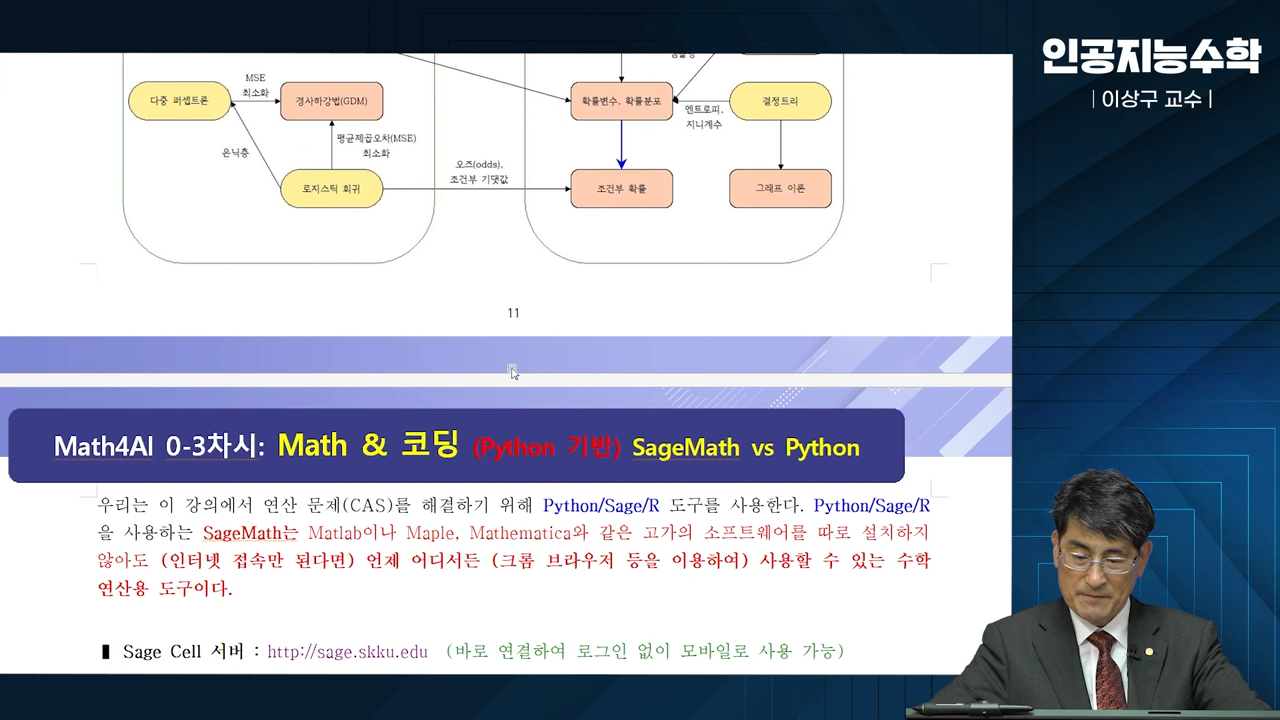 인공지능수학
| 이상구 교수 |
다중 퍼셉트론
MSE
최소화
경사하강법(GDM)
확률변수, 확률분포
엔트로피,
지니계수
결정트리
은닉층
평균제곱오차(MSE)
최소화
로지스틱 회귀
오즈(odds),
조건부 기댓값
조건부 확률
그래프 이론
11
Math4AI 0-3차시: Math & 코딩 (Python 기반) SageMath vs Python
우리는 이 강의에서 연산 문제(CAS)를 해결하기 위해 Python/Sage/R 도구를 사용한다. Python/Sage/R
을 사용하는 SageMath는 Matlab이나 Maple, Mathematica와 같은 고가의 소프트웨어를 따로 설치하지
않아도 (인터넷 접속만 된다면) 언제 어디서든 (크롬 브라우저 등을 이용하여) 사용할 수 있는 수학
연산용 도구이다.
▮ Sage Cell 서버 : http://sage.skku.edu (바로 연결하여 로그인 없이 모바일로 사용 가능)